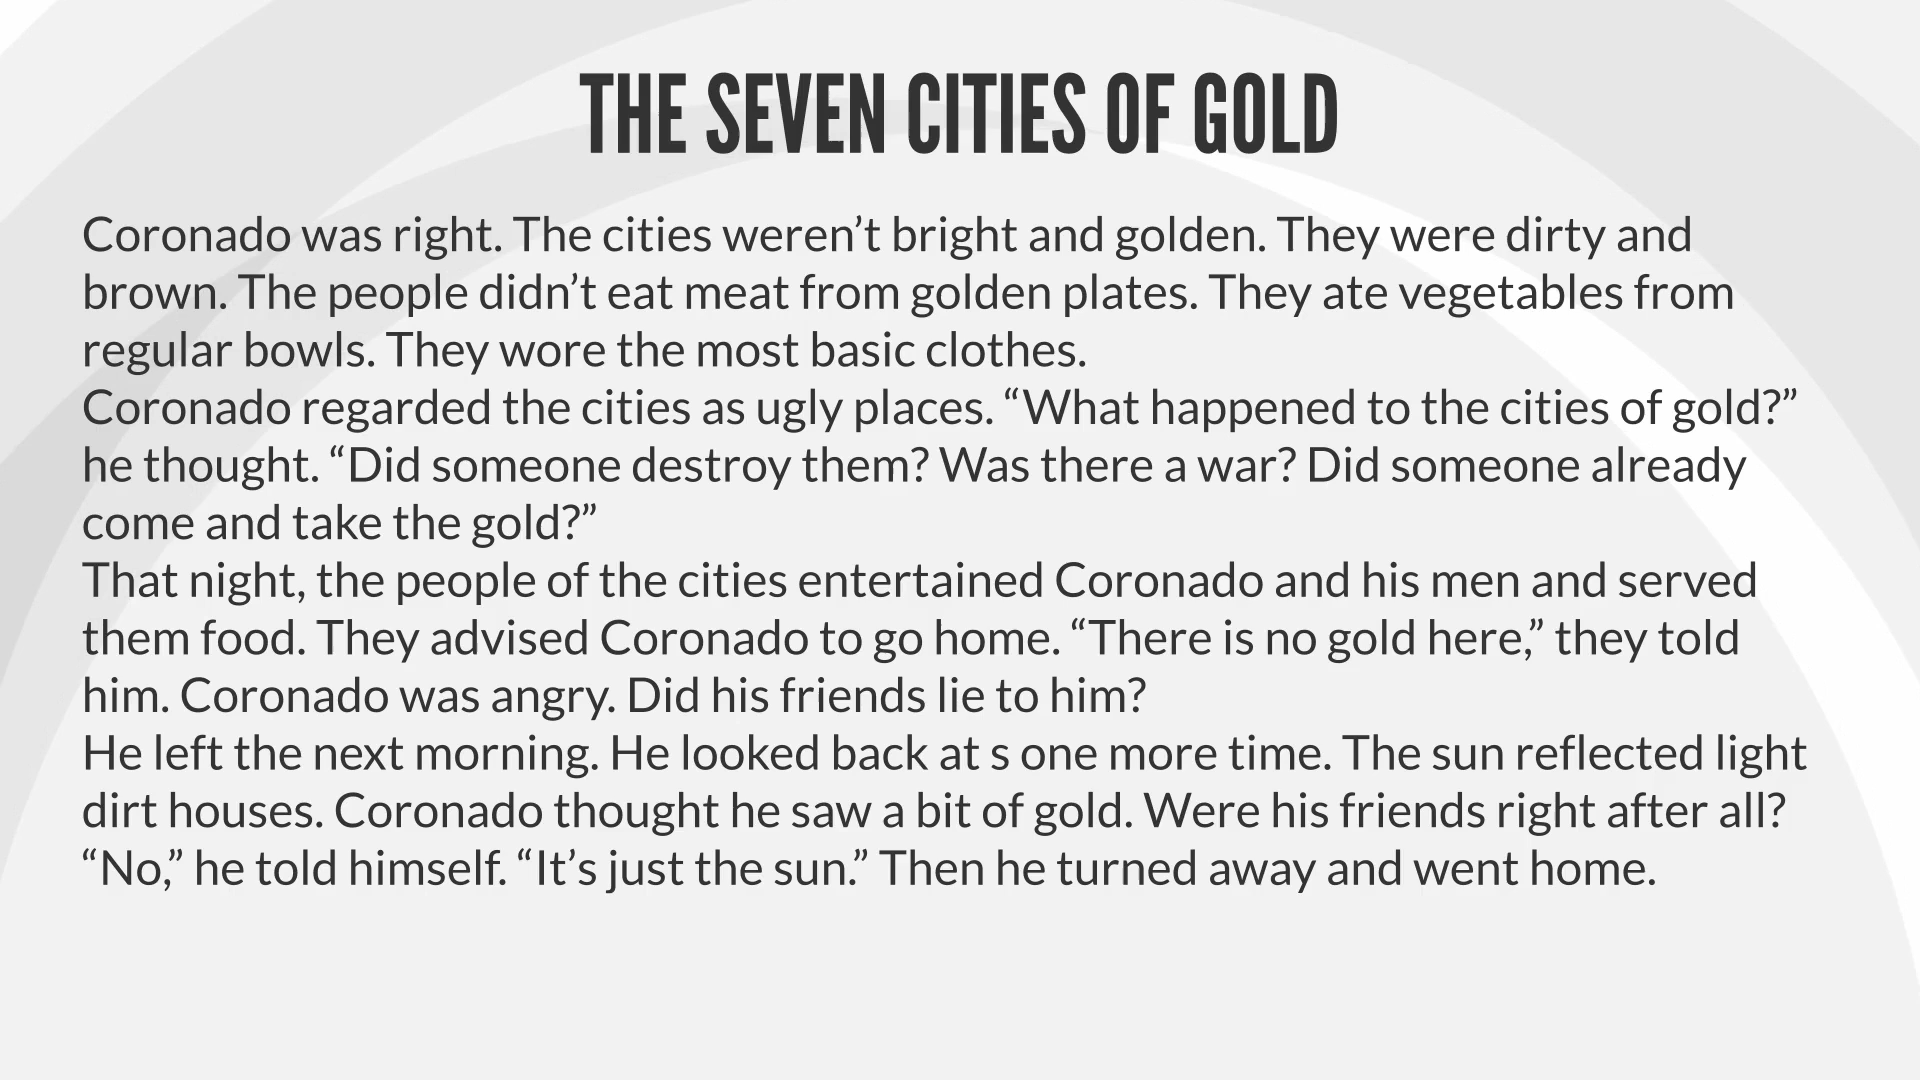 THE SEVEN CITIES OF GOLD
Coronado was right. The cities weren’t bright and golden. They were dirty and
brown. The people didn’t eat meat from golden plates. They ate vegetables from
regular bowls. They wore the most basic clothes.
Coronado regarded the cities as ugly places. “What happened to the cities of gold?”
he thought. “Did someone destroy them? Was there a war? Did someone already
come and take the gold?”
That night, the people of the cities entertained Coronado and his men and served
them food. They advised Coronado to go home. “There is no gold here,” they told
him. Coronado was angry. Did his friends lie to him?
He left the next morning. He looked back at s one more time. The sun reflected light
dirt houses. Coronado thought he saw a bit of gold. Were his friends right after all?
“No,” he told himself. “It’s just the sun.” Then he turned away and went home.